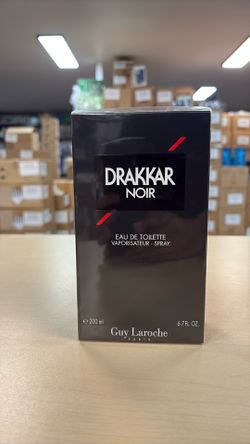 DRAKKAR
NOIR
EAU DE TOILETTE
VAPORISATEUR - SPRAY
℮ 200 ml 6.7 FL. OZ.
Guy Laroche
PARIS